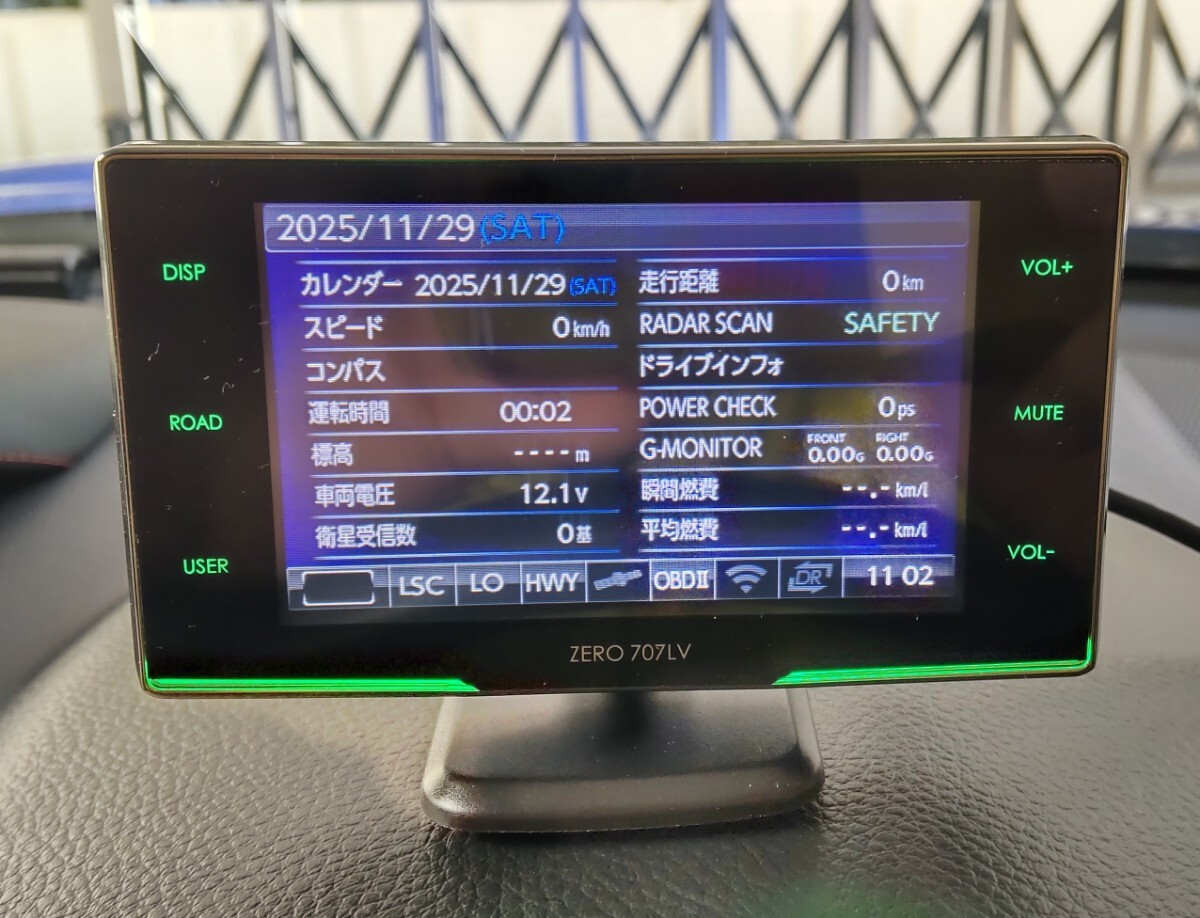 2025/11/29(SAT)
DISP
ROAD
USER
カレンダー 2025/11/29(SAT)
スピード 0km/h
コンパス
運転時間 00:02
標高 ----m
車両電圧 12.1V
衛星受信数 0基
走行距離 0km
RADAR SCAN SAFETY
ドライブインフォ
POWER CHECK 0ps
G-MONITOR FRONT 0.00G RIGHT 0.00G
瞬間燃費 --.-km/l
平均燃費 --.-km/l
LSC LO HWY OBDⅡ DR 11 02
VOL+
MUTE
VOL-
ZERO 707LV